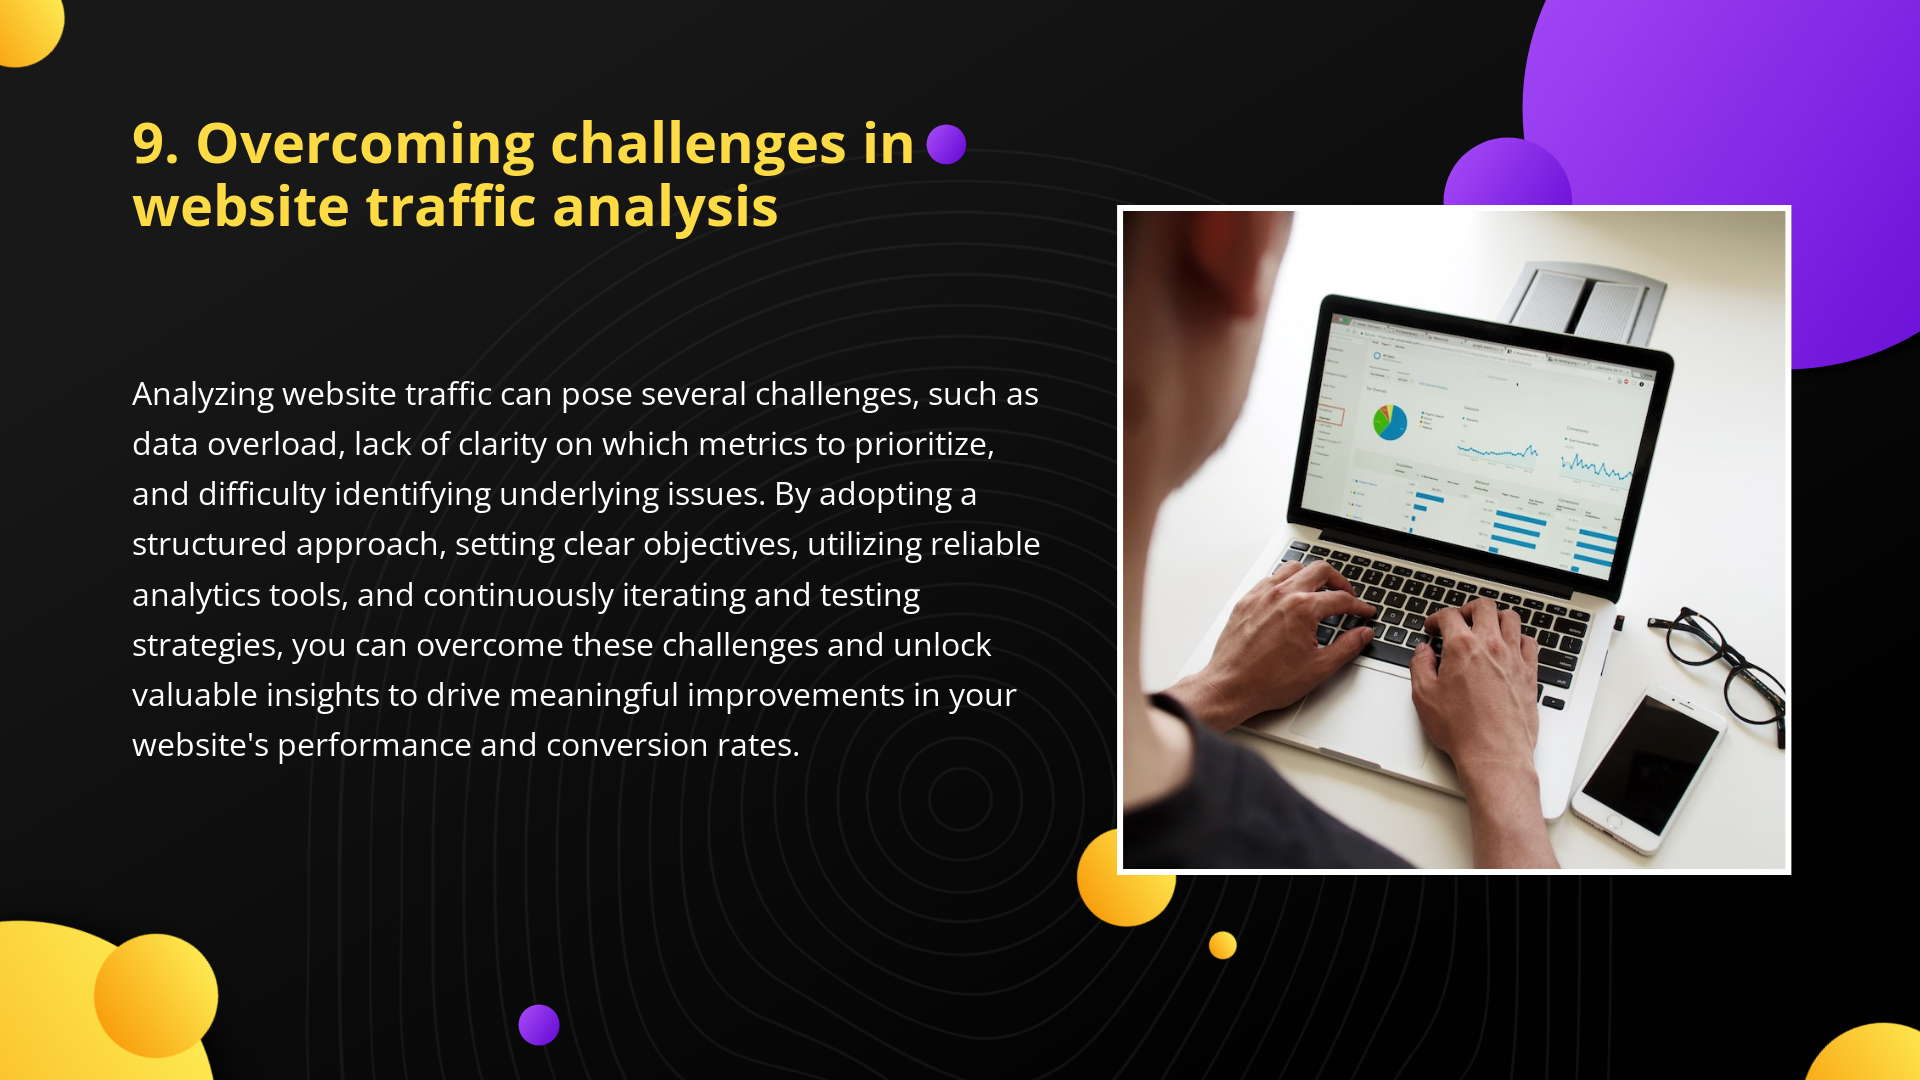 9. Overcoming challenges in
website traffic analysis
Analyzing website traffic can pose several challenges, such as
data overload, lack of clarity on which metrics to prioritize,
and difficulty identifying underlying issues. By adopting a
structured approach, setting clear objectives, utilizing reliable
analytics tools, and continuously iterating and testing
strategies, you can overcome these challenges and unlock
valuable insights to drive meaningful improvements in your
website's performance and conversion rates.